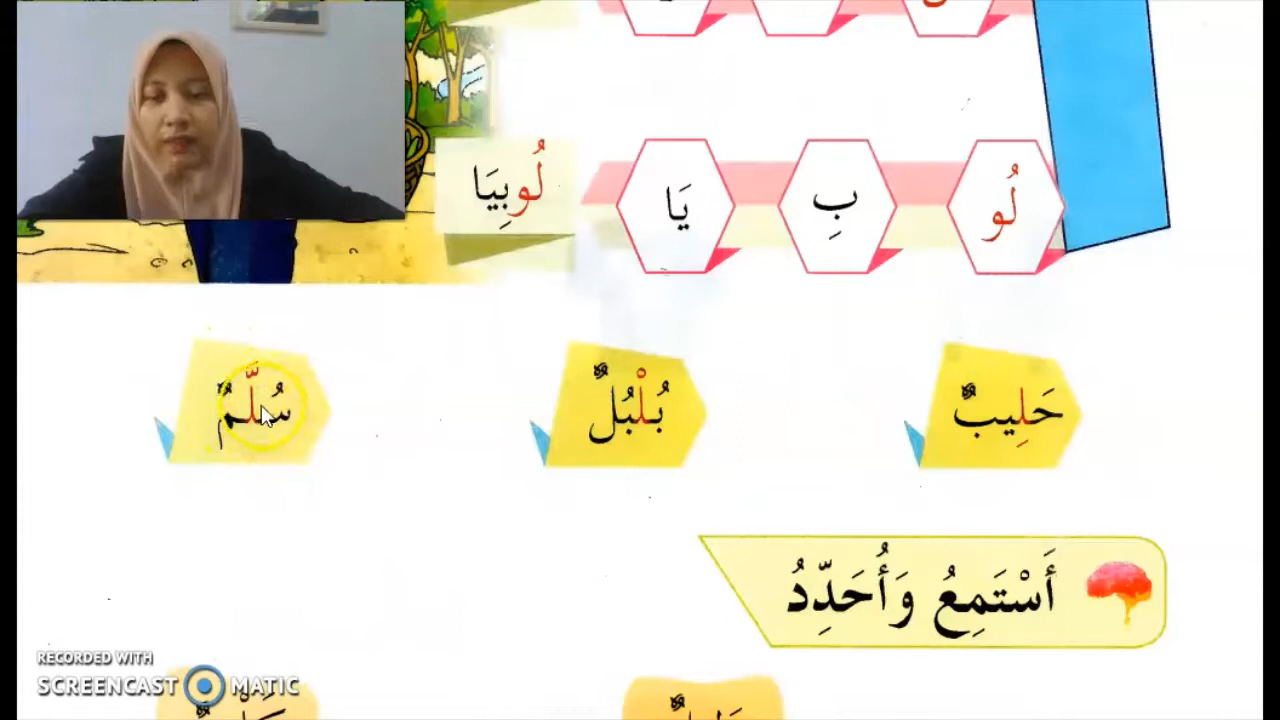 لُو بِ يَا لُوبِيَا
حَلِيبٌ بُلْبُلٌ سُلَّمٌ
أَسْتَمِعُ وَأُحَدِّدُ
RECORDED WITH
SCREENCAST MATIC